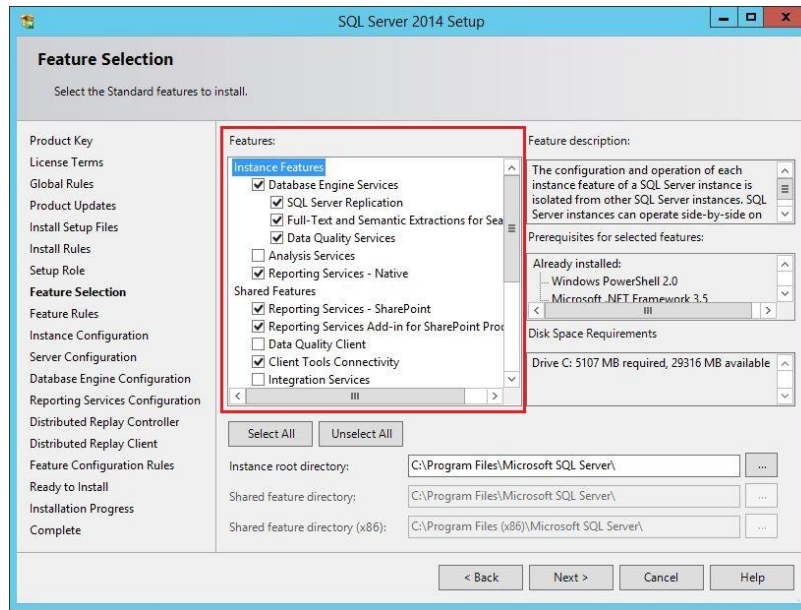 SQL Server 2014 Setup
Feature Selection
Select the Standard features to install.
Product Key
License Terms
Global Rules
Product Updates
Install Setup Files
Install Rules
Setup Role
Feature Selection
Feature Rules
Instance Configuration
Server Configuration
Database Engine Configuration
Reporting Services Configuration
Distributed Replay Controller
Distributed Replay Client
Feature Configuration Rules
Ready to Install
Installation Progress
Complete
Features:
Instance Features
Database Engine Services
SQL Server Replication
Full-Text and Semantic Extractions for Sea
Data Quality Services
Analysis Services
Reporting Services - Native
Shared Features
Reporting Services - SharePoint
Reporting Services Add-in for SharePoint Proc
Data Quality Client
Client Tools Connectivity
Integration Services
Feature description:
The configuration and operation of each
instance feature of a SQL Server instance is
isolated from other SQL Server instances. SQL
Server instances can operate side-by-side on
Prerequisites for selected features:
Already installed:
Windows PowerShell 2.0
Microsoft .NET Framework 3.5
Disk Space Requirements
Drive C: 5107 MB required, 29316 MB available
Select All
Unselect All
Instance root directory:
C:\Program Files\Microsoft SQL Server\
...
Shared feature directory:
C:\Program Files\Microsoft SQL Server\
...
Shared feature directory (x86):
C:\Program Files (x86)\Microsoft SQL Server\
...
< Back
Next >
Cancel
Help